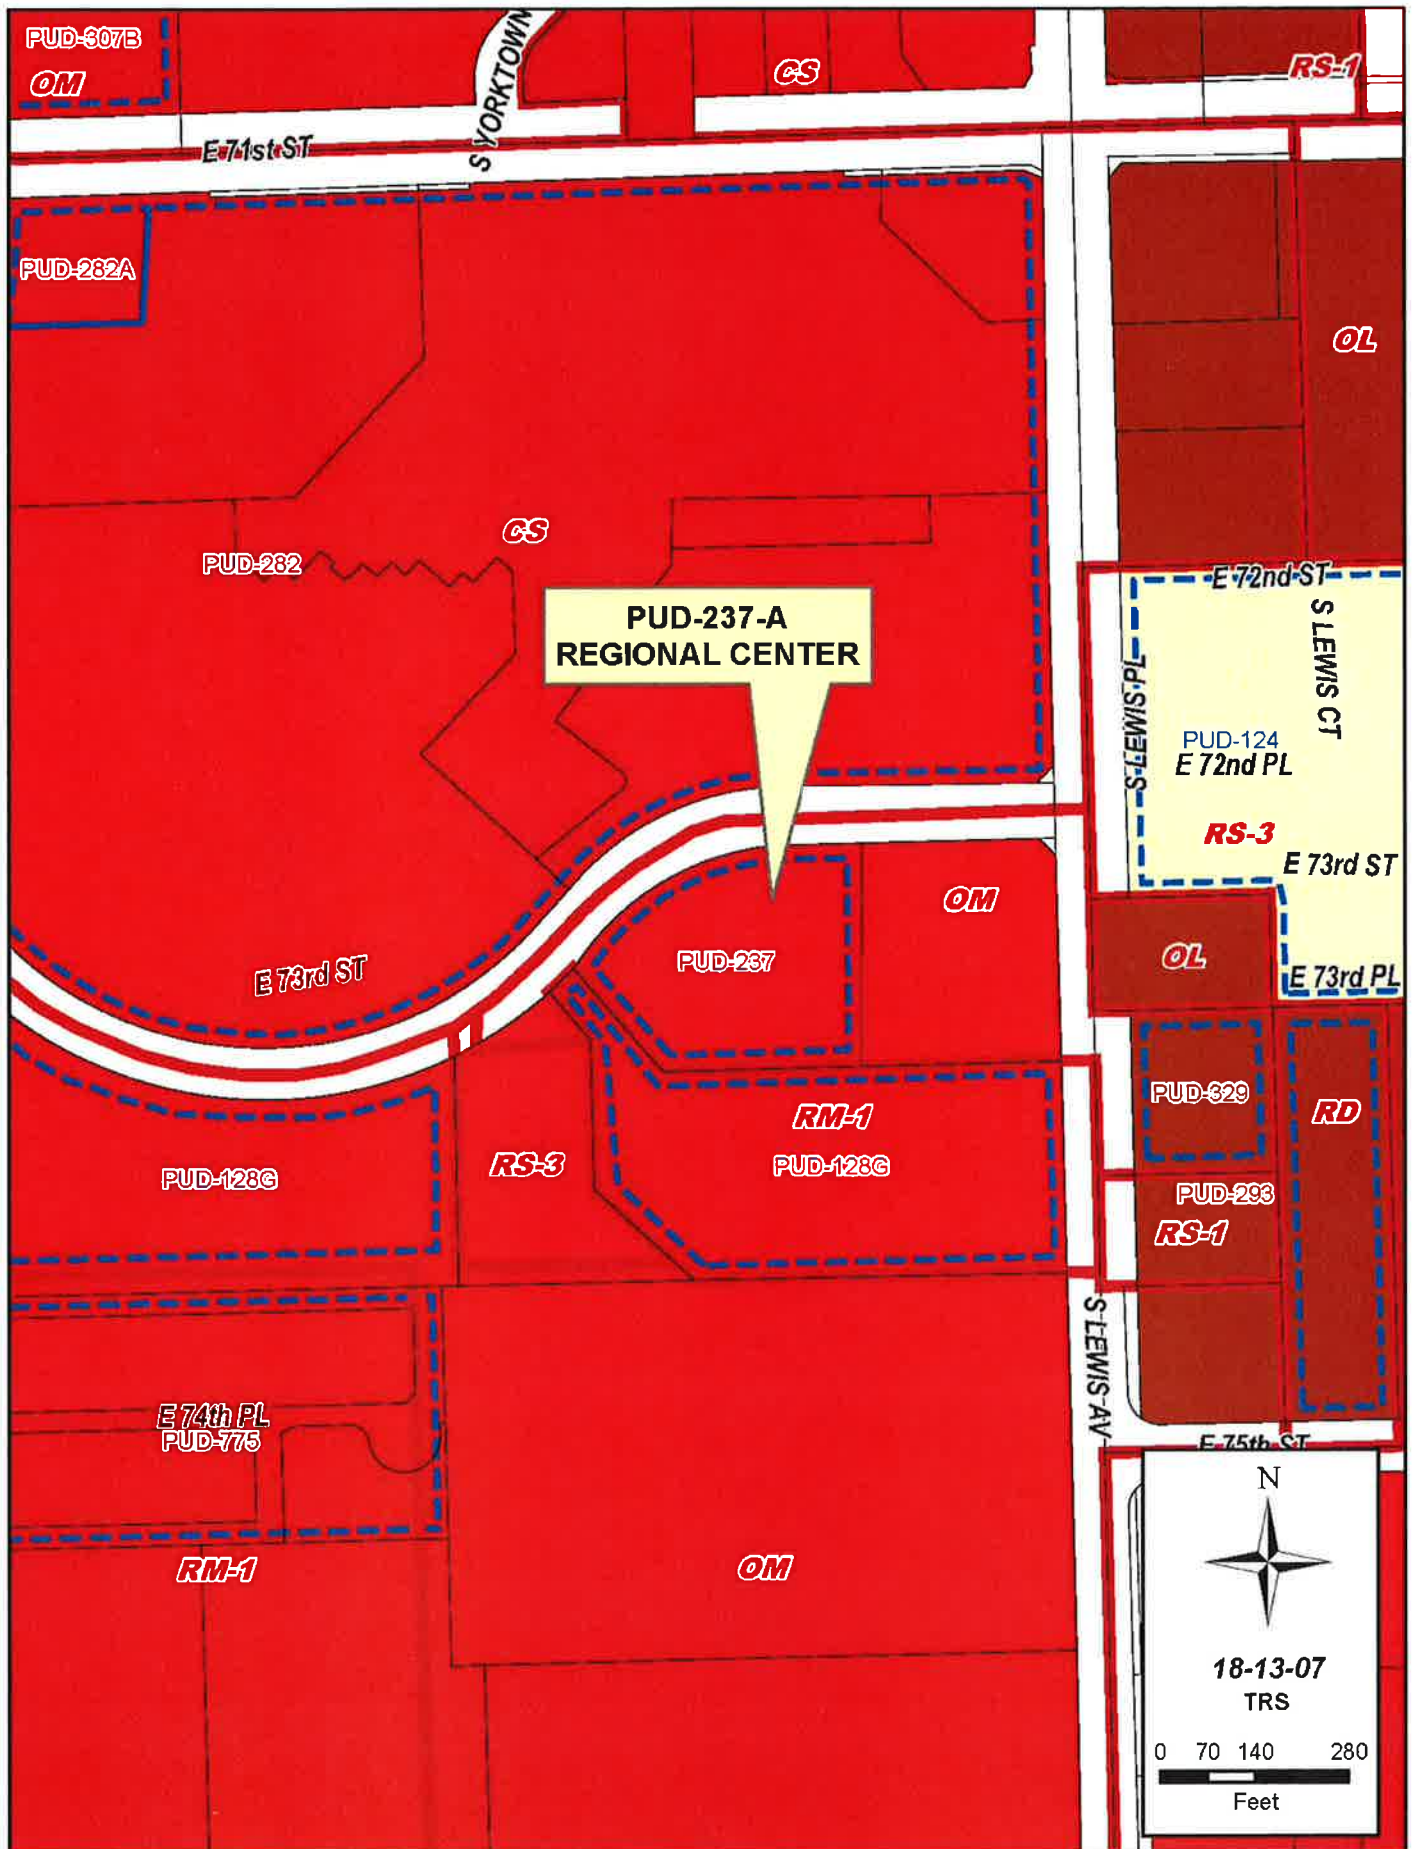 PUD-307B
OM
S YORKTOWN
CS
RS-1
E 71st ST
PUD-282A
OL
CS
PUD-282
E 72nd ST
PUD-237-A
REGIONAL CENTER
S LEWIS CT
S LEWIS PL
PUD-124
E 72nd PL
RS-3
E 73rd ST
OM
PUD-237
OL
E 73rd ST
E 73rd PL
PUD-329
RD
RM-1
PUD-128G
RS-3
PUD-128G
PUD-293
RS-1
S LEWIS AV
E 74th PL
PUD-775
E 75th ST
N
RM-1
OM
18-13-07
TRS
0 70 140 280
Feet